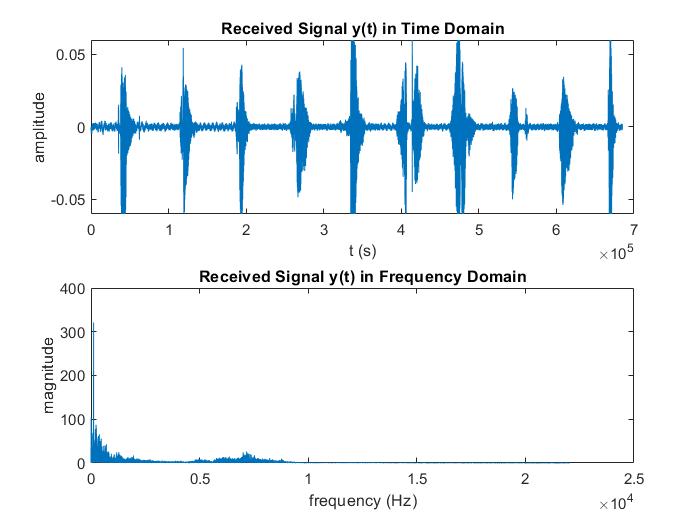 Received Signal y(t) in Time Domain
0.05
0
-0.05
amplitude
0 1 2 3 4 5 6 7
t (s)
×10^5
Received Signal y(t) in Frequency Domain
400
300
200
100
0
magnitude
0 0.5 1 1.5 2 2.5
frequency (Hz)
×10^4